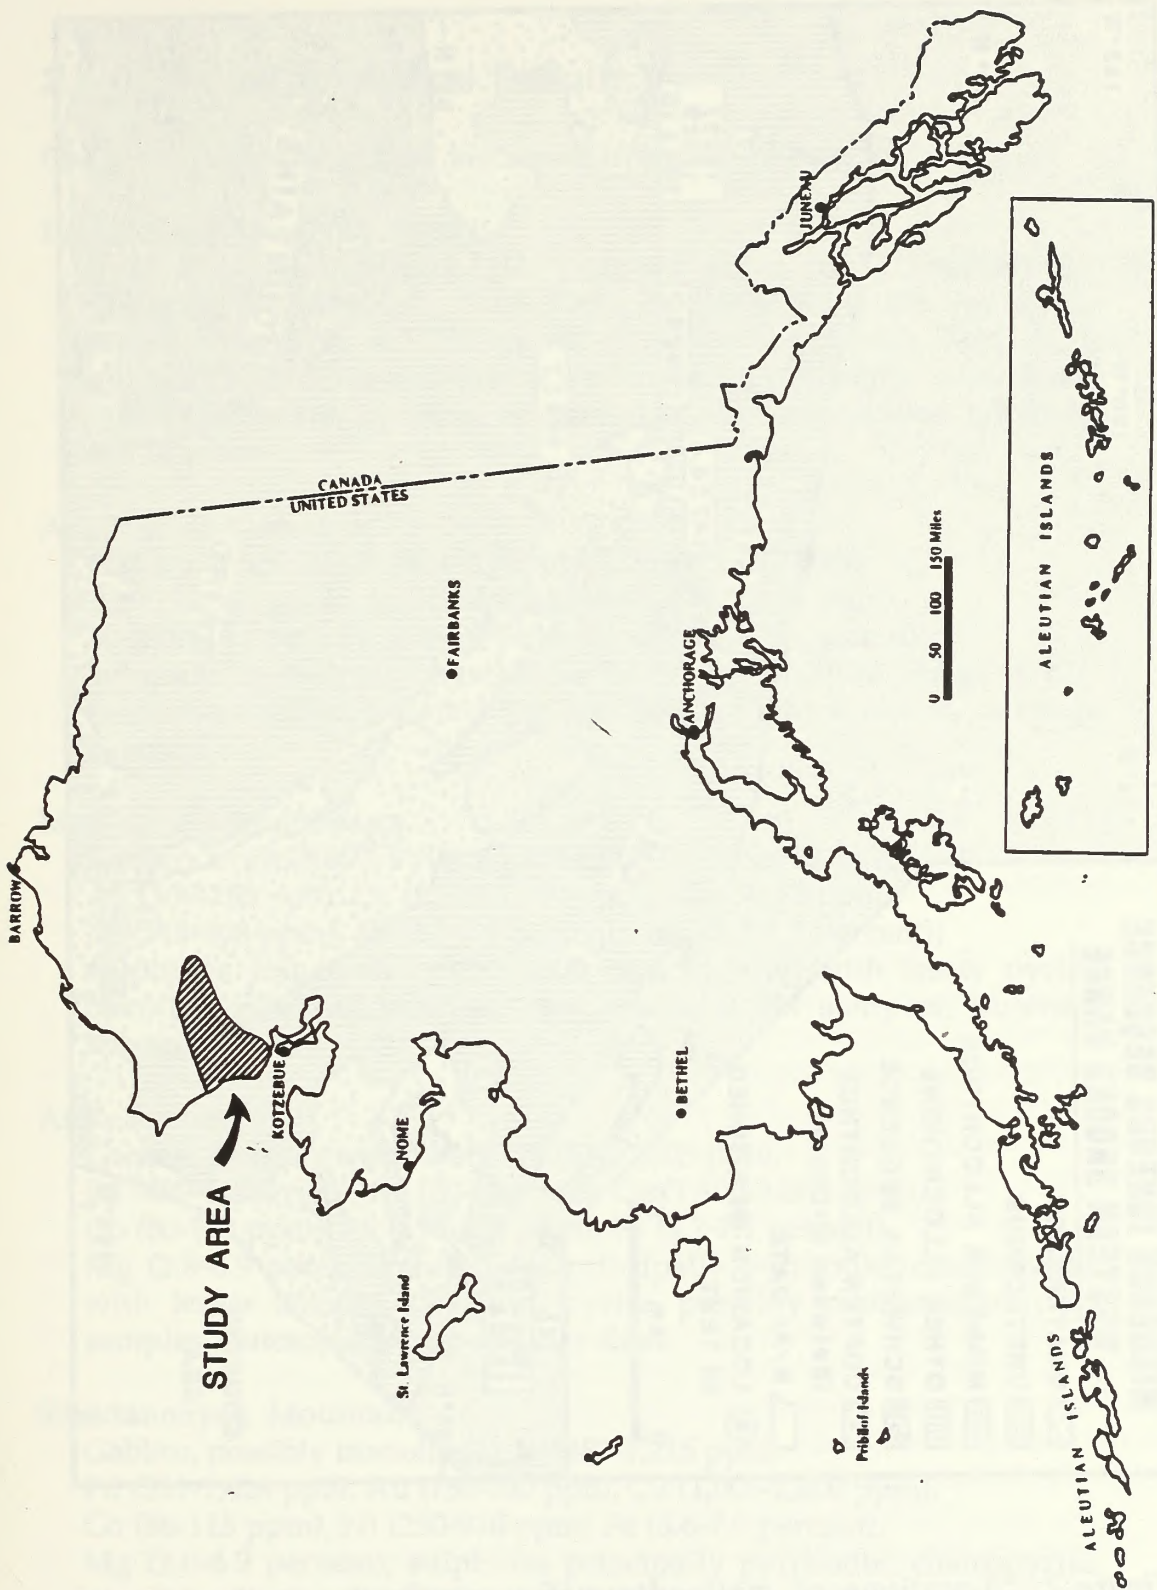 BARROW
STUDY AREA
KOTZEBUE
NOME
St. Lawrence Island
FAIRBANKS
CANADA
UNITED STATES
BETHEL
ANCHORAGE
JUNEAU
Pribilof Islands
0 50 100 150 Miles
ALEUTIAN ISLANDS
ALEUTIAN ISLANDS